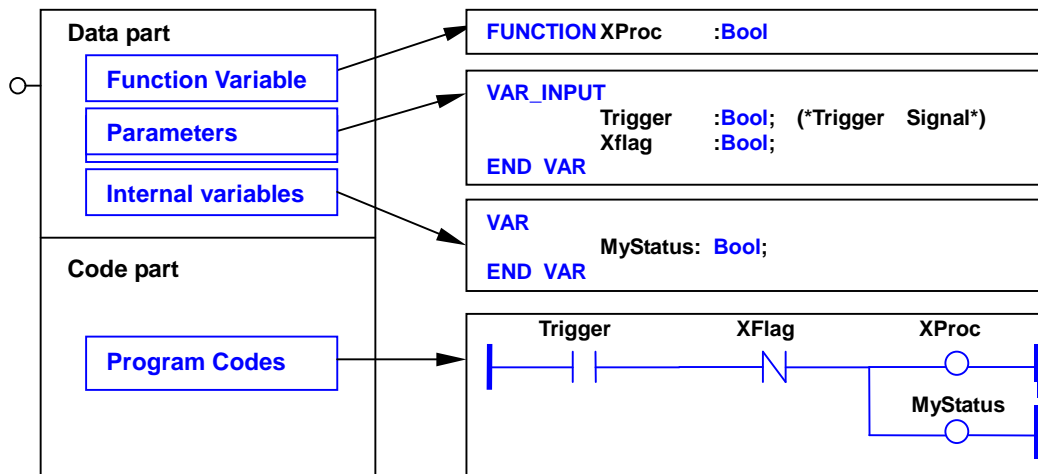 Data part
Function Variable
Parameters
Internal variables
Code part
Program Codes
FUNCTION XProc :Bool
VAR_INPUT
Trigger :Bool; (*Trigger Signal*)
Xflag :Bool;
END VAR
VAR
MyStatus: Bool;
END VAR
Trigger XFlag XProc
MyStatus